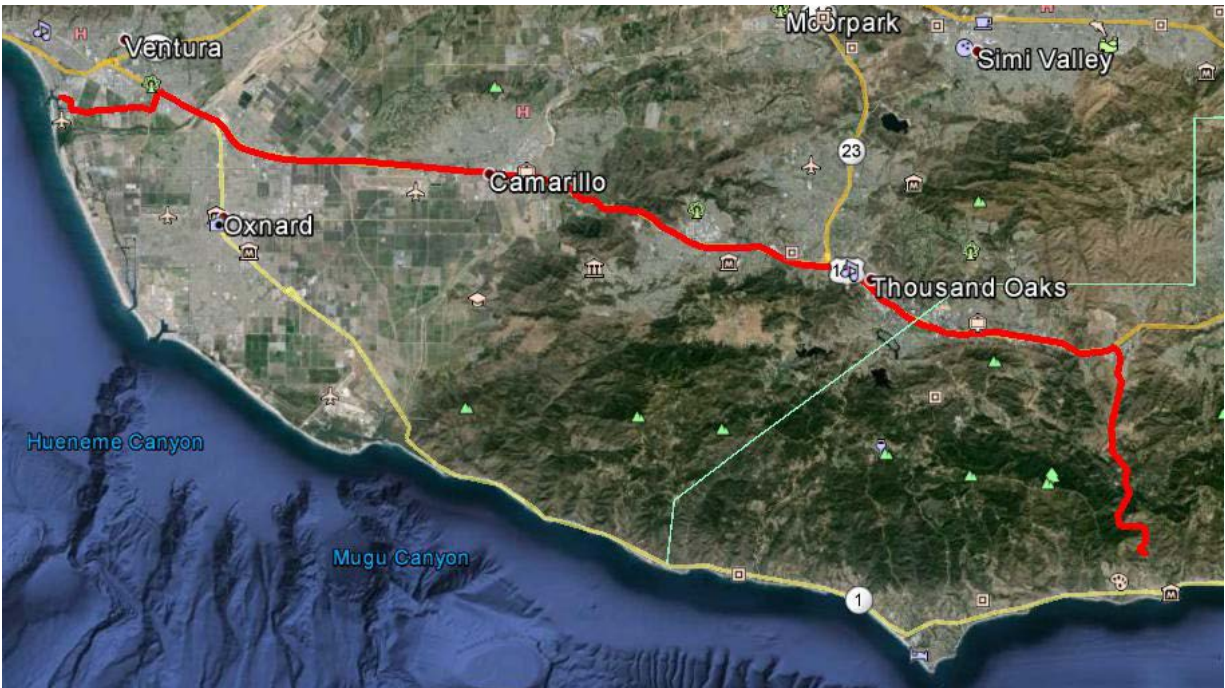 Moorpark
Ventura
Simi Valley
H
H
H
23
Camarillo
Oxnard
Thousand Oaks
Hueneme Canyon
Mugu Canyon
1